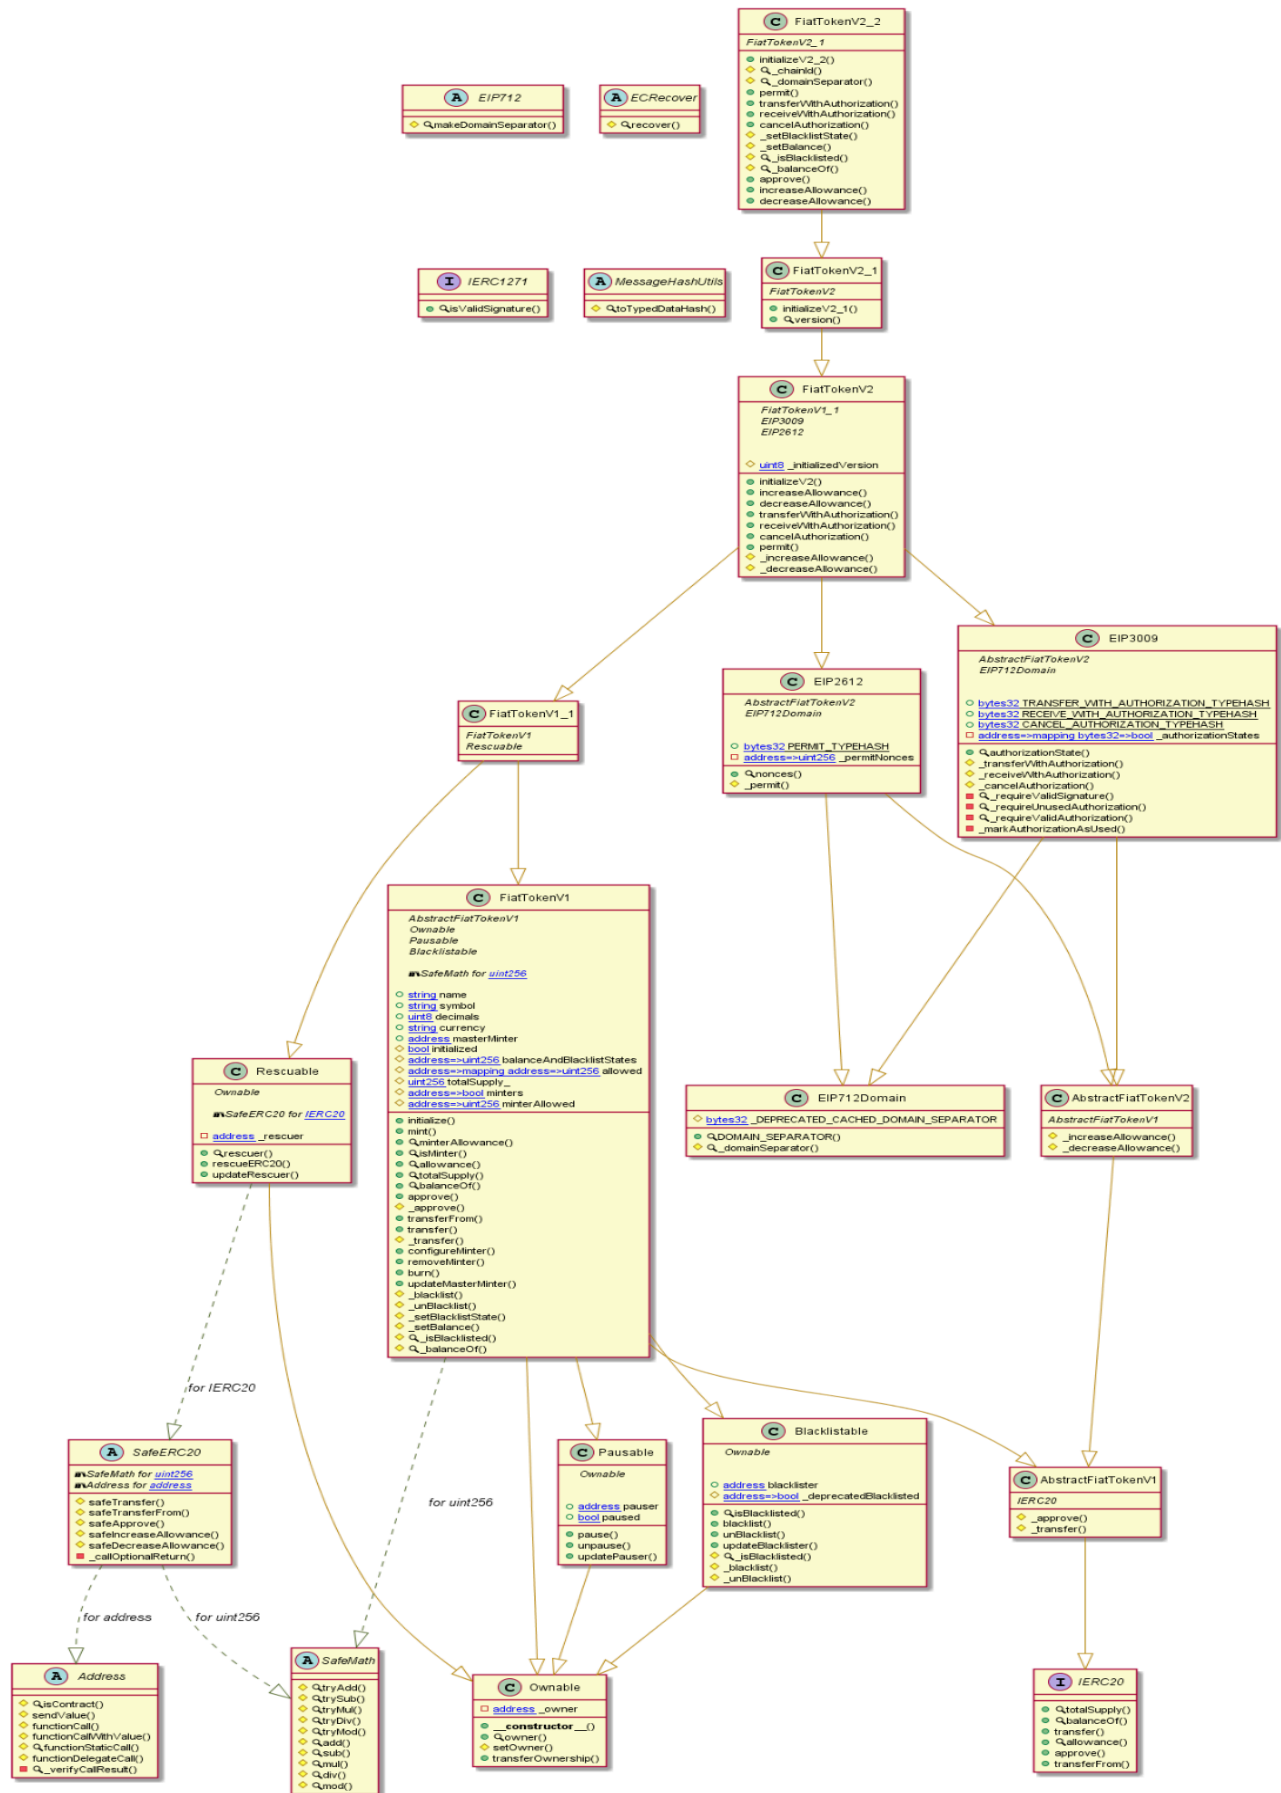 C FiatTokenV2_2
FiatTokenV2_1
initializeV2_2()
_chainId()
_domainSeparator()
permit()
transferWithAuthorization()
receiveWithAuthorization()
cancelAuthorization()
_setBlacklistState()
_setBalance()
_isBlacklisted()
_balanceOf()
approve()
increaseAllowance()
decreaseAllowance()
A EIP712
makeDomainSeparator()
A ECRecover
recover()
I IERC1271
isValidSignature()
A MessageHashUtils
toTypedDataHash()
C FiatTokenV2_1
FiatTokenV2
initializeV2_1()
version()
C FiatTokenV2
FiatTokenV1_1
EIP3009
EIP2612
uint8 _initializedVersion
initializeV2()
increaseAllowance()
decreaseAllowance()
transferWithAuthorization()
receiveWithAuthorization()
cancelAuthorization()
permit()
_increaseAllowance()
_decreaseAllowance()
C EIP3009
AbstractFiatTokenV2
EIP712Domain
bytes32 TRANSFER_WITH_AUTHORIZATION_TYPEHASH
bytes32 RECEIVE_WITH_AUTHORIZATION_TYPEHASH
bytes32 CANCEL_AUTHORIZATION_TYPEHASH
address=>mapping bytes32=>bool _authorizationStates
authorizationState()
_transferWithAuthorization()
_receiveWithAuthorization()
_cancelAuthorization()
_requireValidSignature()
_requireUnusedAuthorization()
_requireValidAuthorization()
_markAuthorizationAsUsed()
C EIP2612
AbstractFiatTokenV2
EIP712Domain
bytes32 PERMIT_TYPEHASH
address=>uint256 _permitNonces
nonces()
_permit()
C FiatTokenV1_1
FiatTokenV1
Rescuable
C FiatTokenV1
AbstractFiatTokenV1
Ownable
Pausable
Blacklistable
SafeMath for uint256
string name
string symbol
uint8 decimals
string currency
address masterMinter
bool initialized
address=>uint256 balanceAndBlacklistStates
address=>mapping address=>uint256 allowed
uint256 totalSupply_
address=>bool minters
address=>uint256 minterAllowed
initialize()
mint()
minterAllowance()
isMinter()
allowance()
totalSupply()
balanceOf()
approve()
_approve()
transferFrom()
transfer()
_transfer()
configureMinter()
removeMinter()
burn()
updateMasterMinter()
_blacklist()
_unBlacklist()
_setBlacklistState()
_setBalance()
_isBlacklisted()
_balanceOf()
C Rescuable
Ownable
SafeERC20 for IERC20
address _rescuer
rescuer()
rescueERC20()
updateRescuer()
C EIP712Domain
bytes32 _DEPRECATED_CACHED_DOMAIN_SEPARATOR
DOMAIN_SEPARATOR()
_domainSeparator()
C AbstractFiatTokenV2
AbstractFiatTokenV1
_increaseAllowance()
_decreaseAllowance()
for IERC20
A SafeERC20
SafeMath for uint256
Address for address
safeTransfer()
safeTransferFrom()
safeApprove()
safeIncreaseAllowance()
safeDecreaseAllowance()
_callOptionalReturn()
for uint256
C Pausable
Ownable
address pauser
bool paused
pause()
unpause()
updatePauser()
C Blacklistable
Ownable
address blacklister
address=>bool _deprecatedBlacklisted
isBlacklisted()
blacklist()
unBlacklist()
updateBlacklister()
_isBlacklisted()
_blacklist()
_unBlacklist()
C AbstractFiatTokenV1
IERC20
_approve()
_transfer()
for address
for uint256
A Address
isContract()
sendValue()
functionCall()
functionCallWithValue()
functionStaticCall()
functionDelegateCall()
_verifyCallResult()
A SafeMath
tryAdd()
trySub()
tryMul()
tryDiv()
tryMod()
add()
sub()
mul()
div()
mod()
C Ownable
address _owner
__constructor__()
owner()
setOwner()
transferOwnership()
I IERC20
totalSupply()
balanceOf()
transfer()
allowance()
approve()
transferFrom()